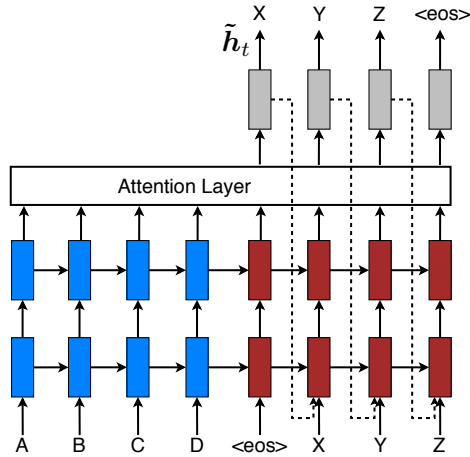 X Y Z <eos>
h̃ₜ
Attention Layer
A B C D <eos> X Y Z